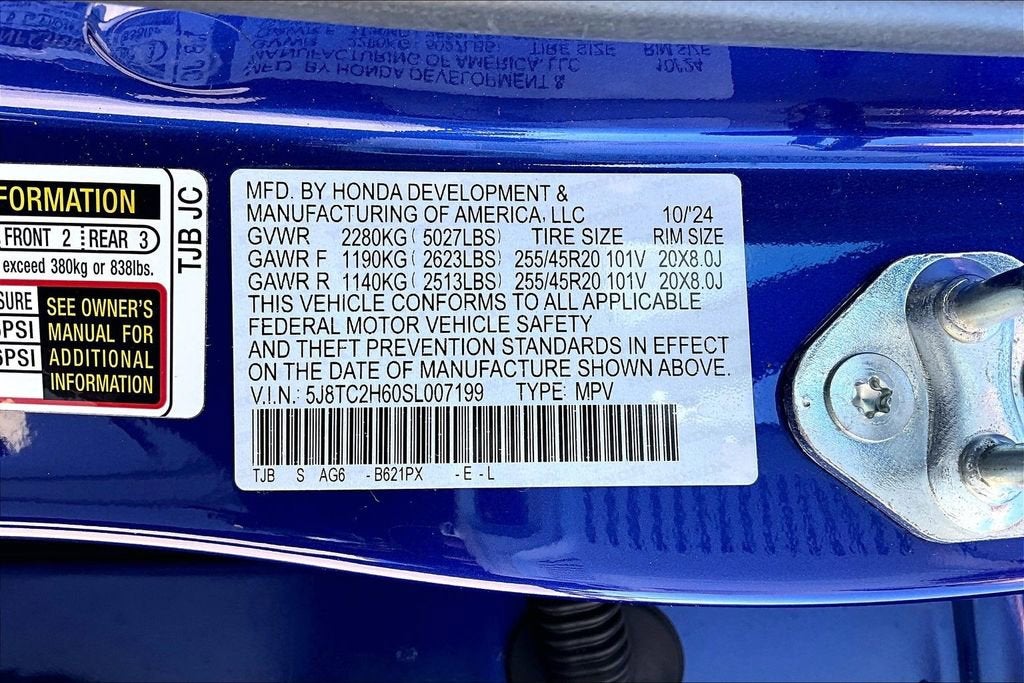 FORMATION
FRONT 2 REAR 3
exceed 380kg or 838lbs.
SURE
PSI
PSI
SEE OWNER'S
MANUAL FOR
ADDITIONAL
INFORMATION
TJB JC
MFD. BY HONDA DEVELOPMENT &
MANUFACTURING OF AMERICA, LLC 10/'24
GVWR 2280KG ( 5027LBS) TIRE SIZE RIM SIZE
GAWR F 1190KG ( 2623LBS) 255/45R20 101V 20X8.0J
GAWR R 1140KG ( 2513LBS) 255/45R20 101V 20X8.0J
THIS VEHICLE CONFORMS TO ALL APPLICABLE
FEDERAL MOTOR VEHICLE SAFETY
AND THEFT PREVENTION STANDARDS IN EFFECT
ON THE DATE OF MANUFACTURE SHOWN ABOVE.
V.I.N.: 5J8TC2H60SL007199 TYPE: MPV
TJB S AG6 -B621PX -E-L